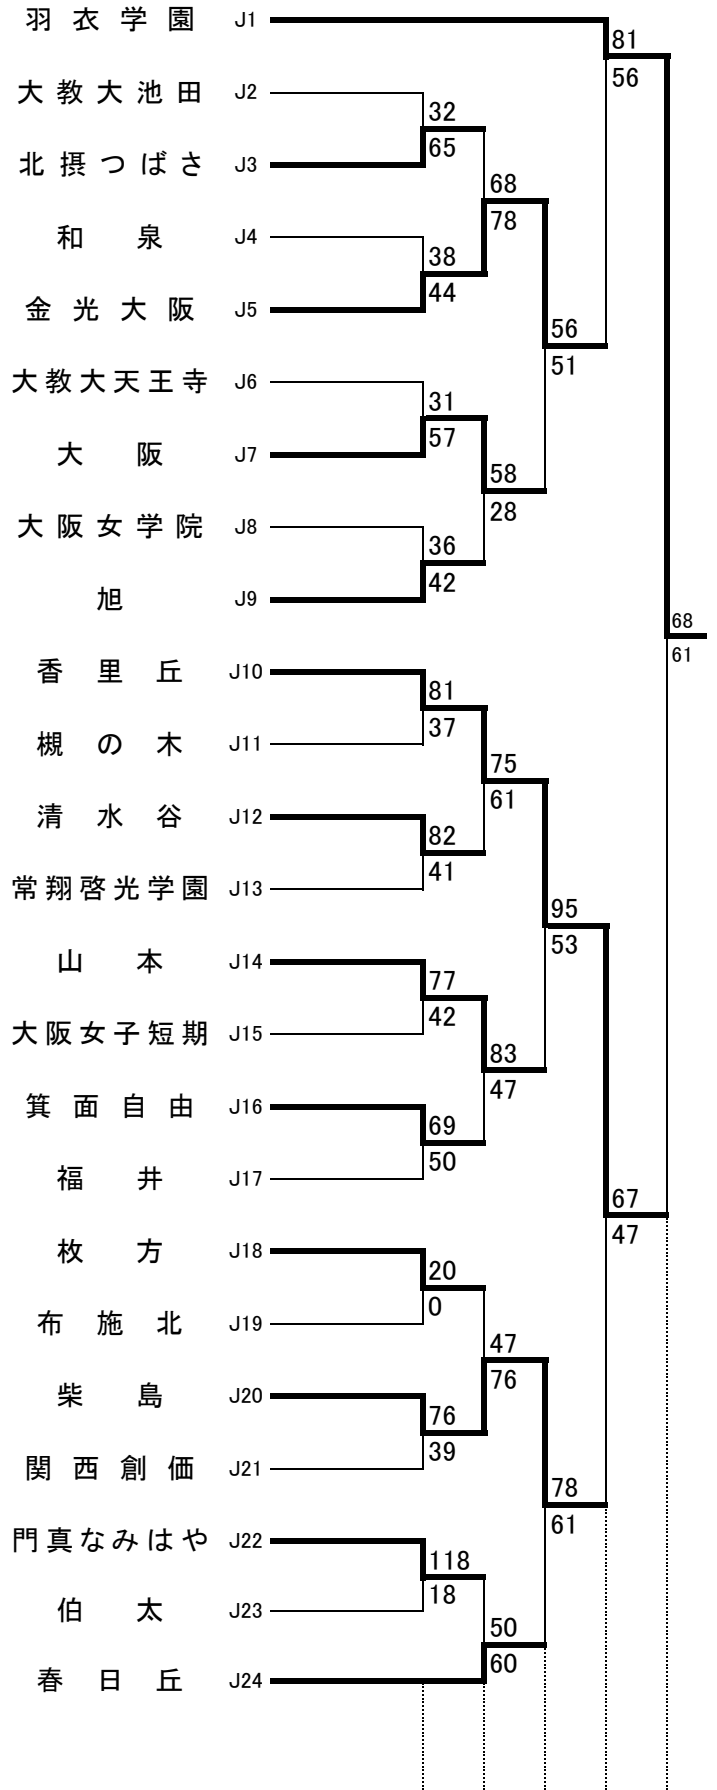 羽衣学園 J1
81
56
大教大池田 J2
32
北摂つばさ J3
65
68
78
和泉 J4
38
金光大阪 J5
44
56
51
大教大天王寺 J6
31
大阪 J7
57
58
28
大阪女学院 J8
36
旭 J9
42
68
61
香里丘 J10
81
槻の木 J11
37
75
61
清水谷 J12
82
常翔啓光学園 J13
41
95
53
山本 J14
77
大阪女子短期 J15
42
83
47
箕面自由 J16
69
福井 J17
50
67
47
枚方 J18
20
布施北 J19
0
47
76
柴島 J20
76
関西創価 J21
39
78
61
門真なみはや J22
118
伯太 J23
18
50
春日丘 J24
60